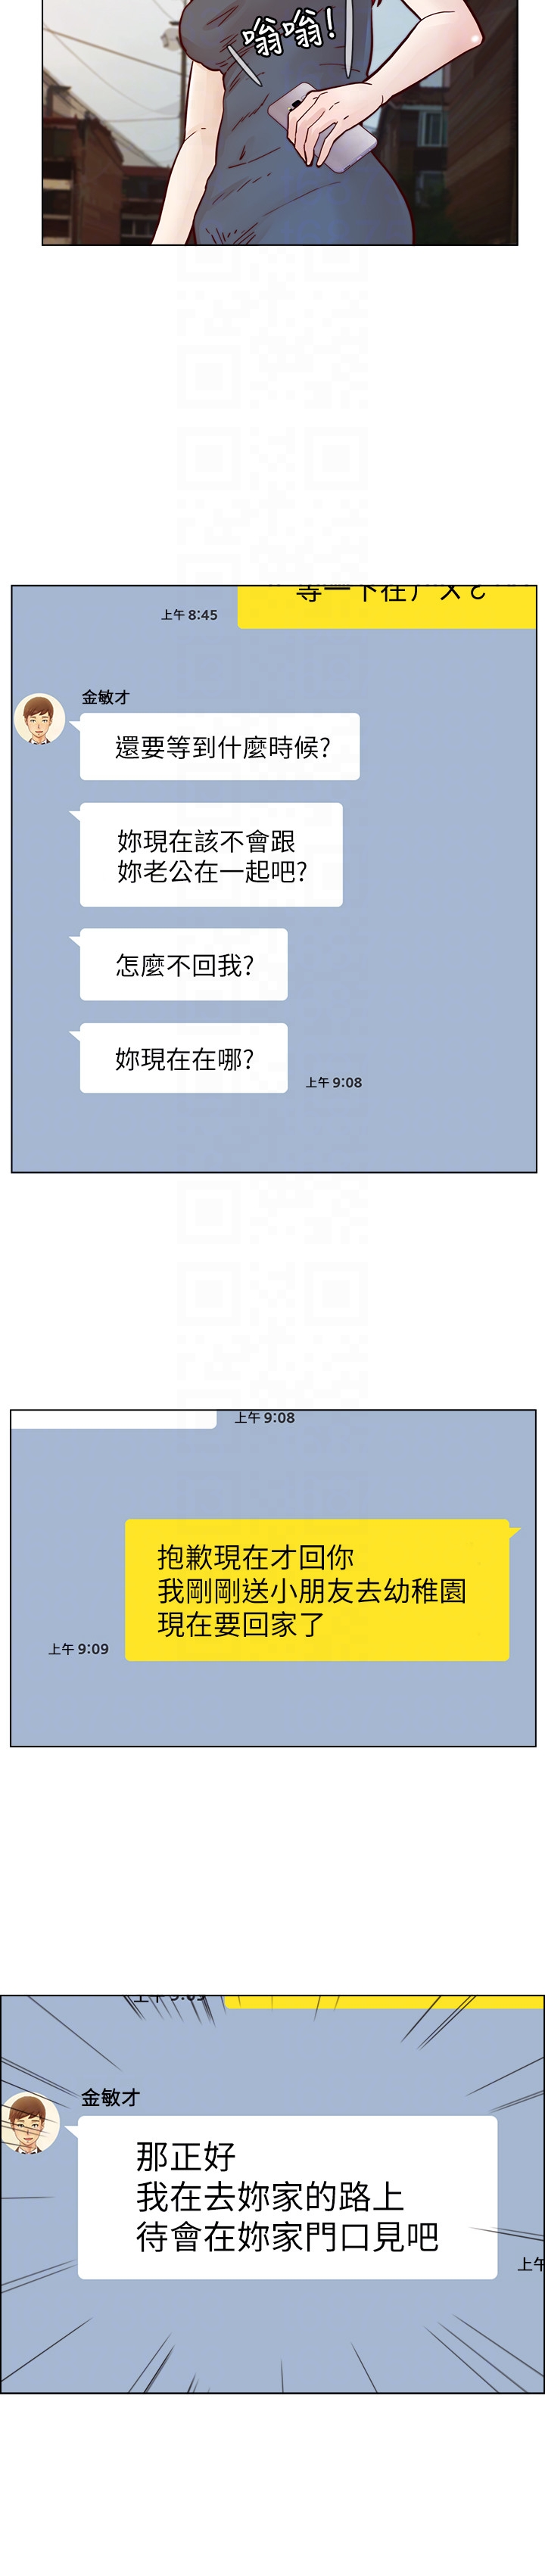 嗡嗡!
上午 8:45
金敏才
還要等到什麼時候?
妳現在該不會跟
妳老公在一起吧?
怎麼不回我?
妳現在在哪?
上午 9:08
上午 9:08
抱歉現在才回你
我剛剛送小朋友去幼稚園
現在要回家了
上午 9:09
金敏才
那正好
我在去妳家的路上
待會在妳家門口見吧
上午